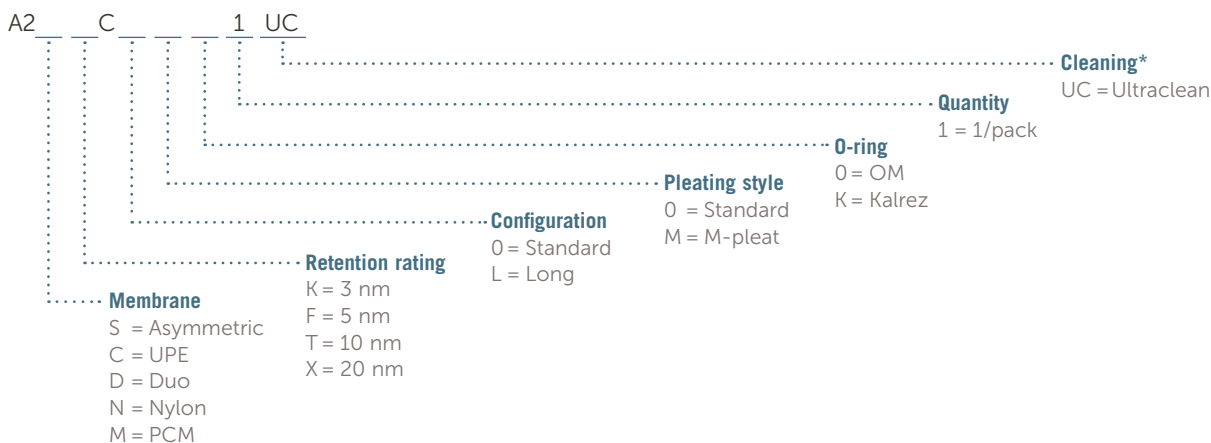 A2__ __C__ __ __ 1 UC
Cleaning*
UC = Ultraclean
Quantity
1 = 1/pack
O-ring
0 = OM
K = Kalrez
Pleating style
0 = Standard
M = M-pleat
Configuration
0 = Standard
L = Long
Retention rating
K = 3 nm
F = 5 nm
T = 10 nm
X = 20 nm
Membrane
S = Asymmetric
C = UPE
D = Duo
N = Nylon
M = PCM